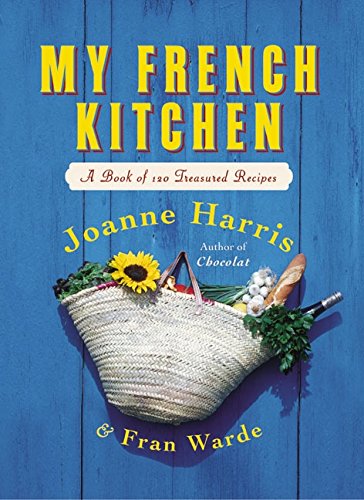 MY FRENCH
KITCHEN
A Book of 120 Treasured Recipes
Joanne Harris
Author of
Chocolat
& Fran Warde